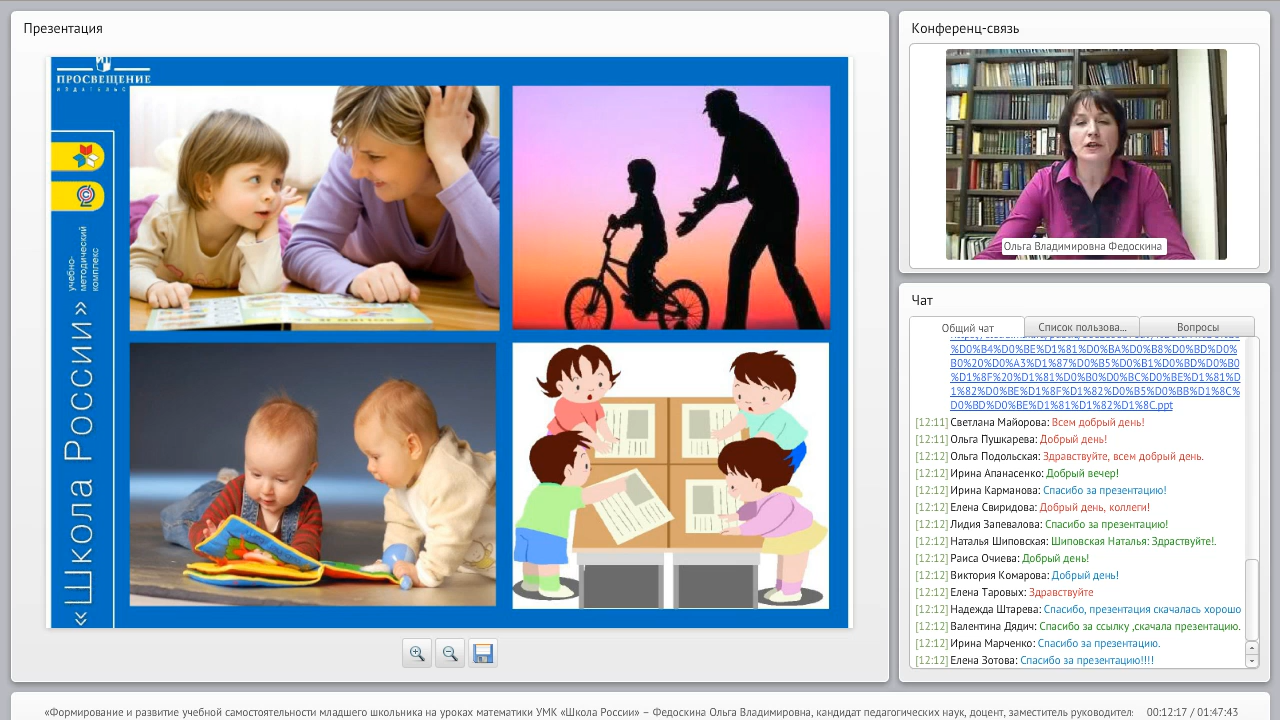 Презентация
ПРОСВЕЩЕНИЕ
«Школа России»
учебно-
методический
комплекс
Конференц-связь
Ольга Владимировна Федоскина
Чат
Общий чат
Список пользова...
Вопросы
%D0%B4%D0%BE%D1%81%D0%BA%D0%B8%D0%BD%D0%
B0%20%D0%A3%D1%87%D0%B5%D0%B1%D0%BD%D0%B0
%D1%8F%20%D1%81%D0%B0%D0%BC%D0%BE%D1%81%D
1%82%D0%BE%D1%8F%D1%82%D0%B5%D0%BB%D1%8C%
D0%BD%D0%BE%D1%81%D1%82%D1%8C.ppt
[12:11] Светлана Майорова: Всем добрый день!
[12:11] Ольга Пушкарева: Добрый день!
[12:12] Ольга Подольская: Здравствуйте, всем добрый день.
[12:12] Ирина Апанасенко: Добрый вечер!
[12:12] Ирина Карманова: Спасибо за презентацию!
[12:12] Елена Свиридова: Добрый день, коллеги!
[12:12] Лидия Запевалова: Спасибо за презентацию!
[12:12] Наталья Шиповская: Шиповская Наталья: Здраствуйте!.
[12:12] Раиса Очиева: Добрый день!
[12:12] Виктория Комарова: Добрый день!
[12:12] Елена Таровых: Здравствуйте
[12:12] Надежда Штарева: Спасибо, презентация скачалась хорошо
[12:12] Валентина Дядич: Спасибо за ссылку ,скачала презентацию.
[12:12] Ирина Марченко: Спасибо за презентацию.
[12:12] Елена Зотова: Спасибо за презентацию!!!!
«Формирование и развитие учебной самостоятельности младшего школьника на уроках математики УМК «Школа России» – Федоскина Ольга Владимировна, кандидат педагогических наук, доцент, заместитель руководител 00:12:17 / 01:47:43